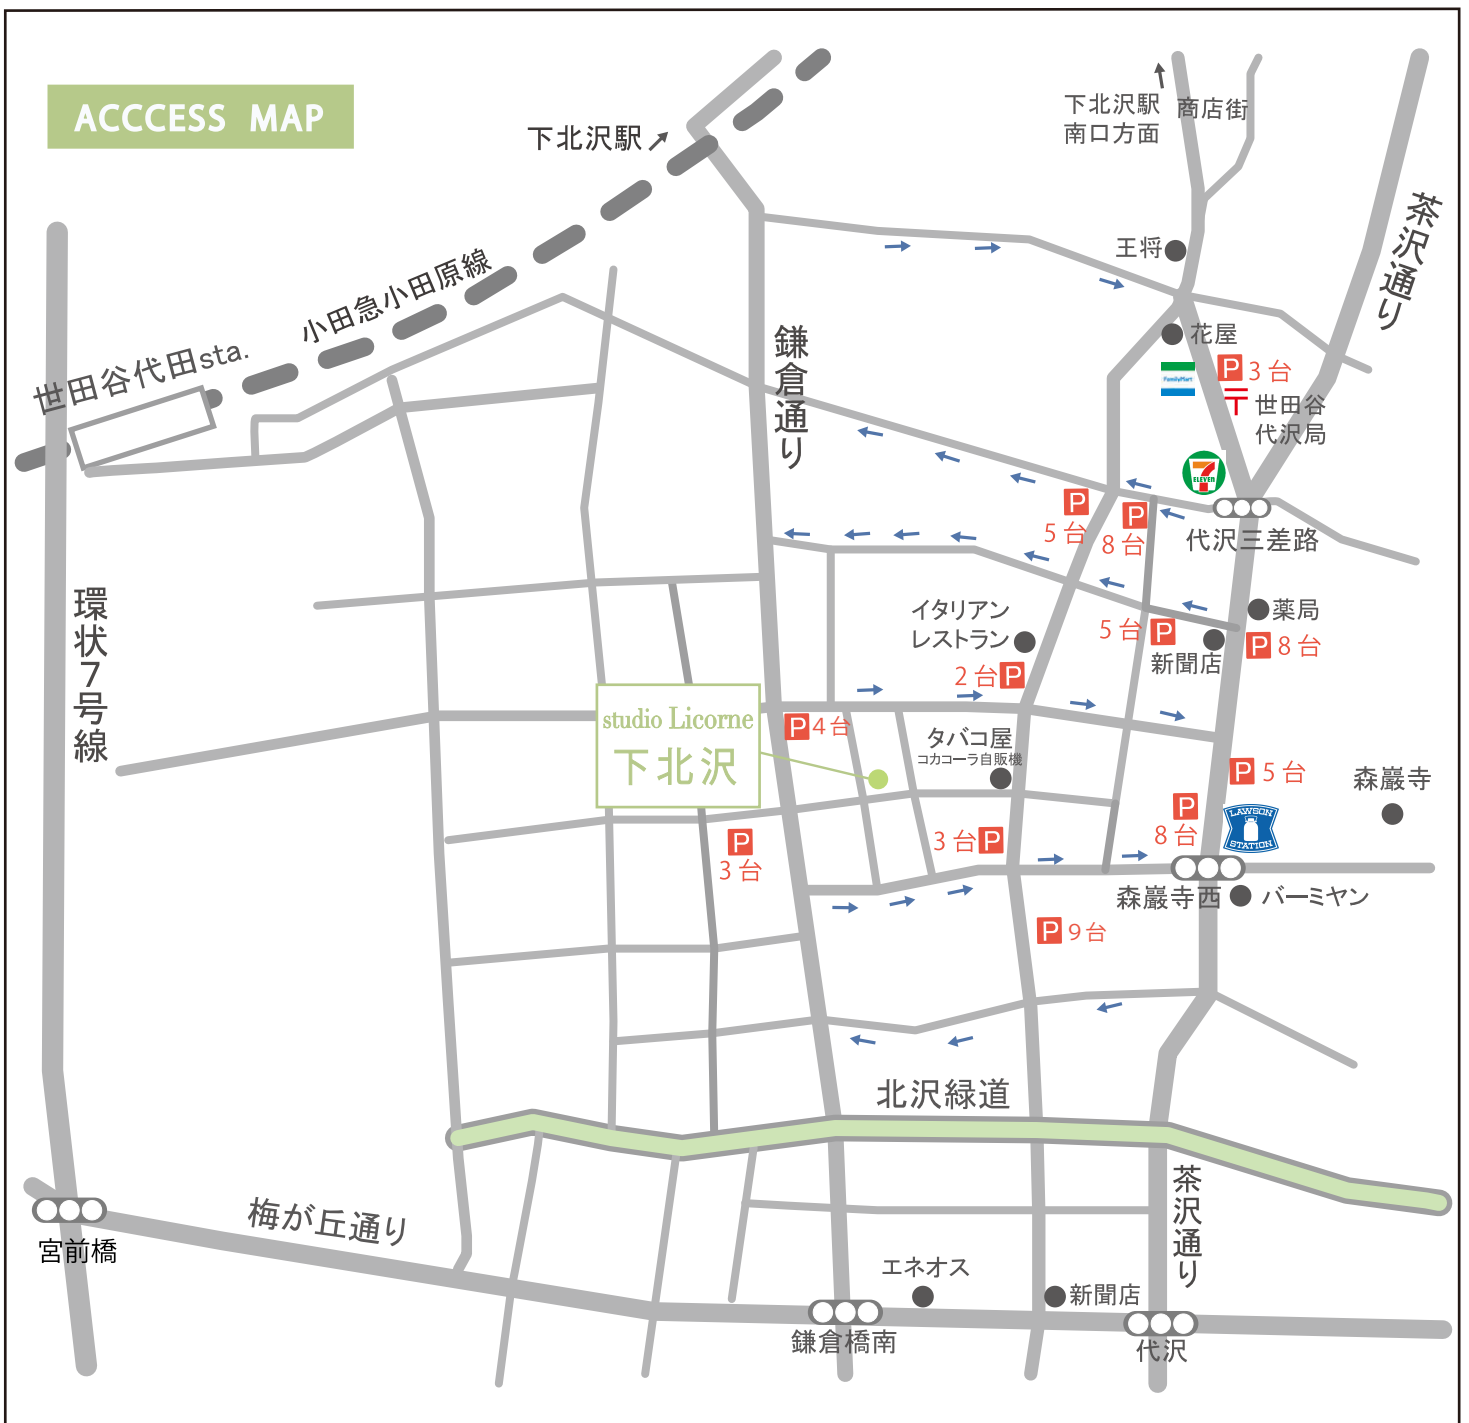 ACCCESS MAP
下北沢駅
小田急小田原線
世田谷代田sta.
下北沢駅
南口方面
商店街
茶沢通り
王将
花屋
FamilyMart
P 3台
〒 世田谷
代沢局
鎌倉通り
7
ELEVEN
P
5台
P
8台
代沢三差路
環状7号線
イタリアン
レストラン
2台 P
5台 P
新聞店
薬局
P 8台
studio Licorne
下北沢
P 4台
タバコ屋
コカコーラ自販機
P 5台
森巖寺
P
8台
LAWSON
STATION
P
3台
3台 P
森巖寺西
バーミヤン
P 9台
北沢緑道
茶沢通り
梅が丘通り
宮前橋
エネオス
新聞店
鎌倉橋南
代沢